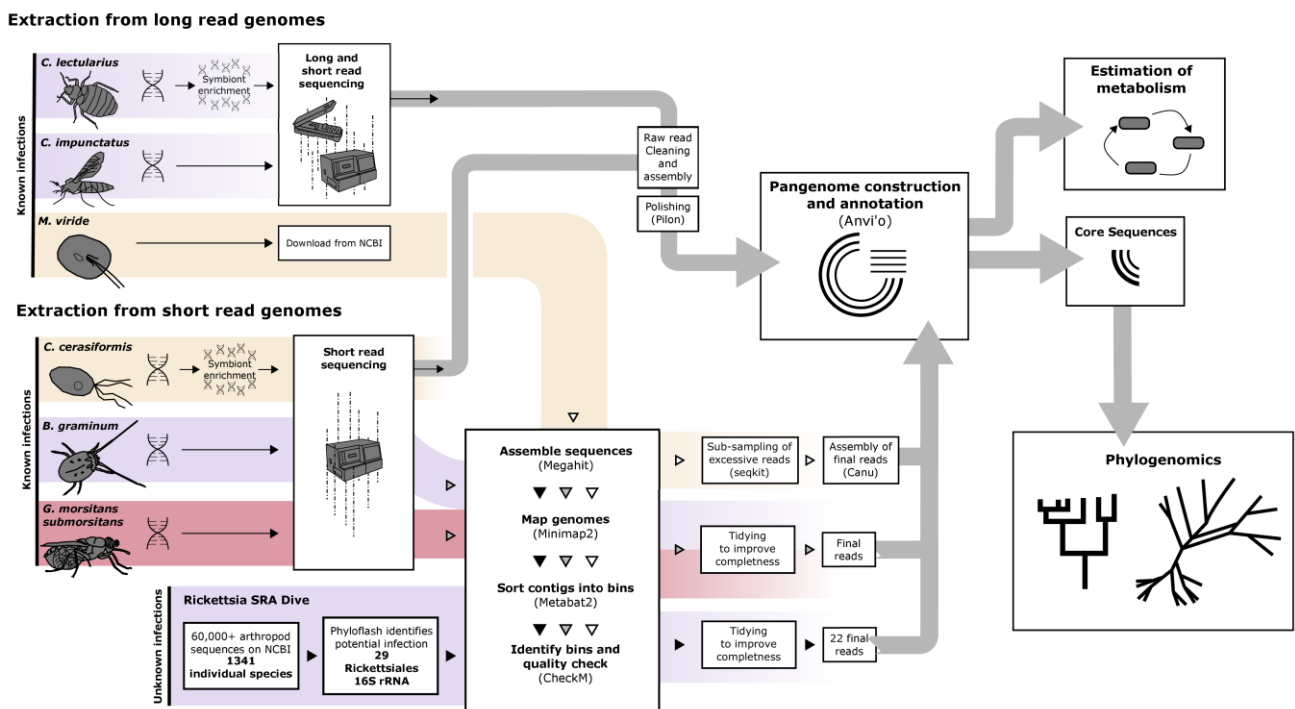 Extraction from long read genomes
Known infections
C. lectularius
Symbiont
enrichment
Long and
short read
sequencing
C. impunctatus
M. viride
Download from NCBI
Raw read
Cleaning
and
assembly
Polishing
(Pilon)
Pangenome construction
and annotation
(Anvi'o)
Estimation of
metabolism
Core Sequences
Phylogenomics
Extraction from short read genomes
Known infections
C. cerasiformis
Symbiont
enrichment
Short read
sequencing
B. graminum
G. morsitans
submorsitans
Unknown infections
Rickettsia SRA Dive
60,000+ arthropod
sequences on NCBI
1341
individual species
Phyloflash identifies
potential infection
29
Rickettsiales
16S rRNA
Assemble sequences
(Megahit)
Map genomes
(Minimap2)
Sort contigs into bins
(Metabat2)
Identify bins and
quality check
(CheckM)
Sub-sampling of
excessive reads
(seqkit)
Assembly of
final reads
(Canu)
Tidying
to improve
completness
Final
reads
Tidying
to improve
completness
22 final
reads